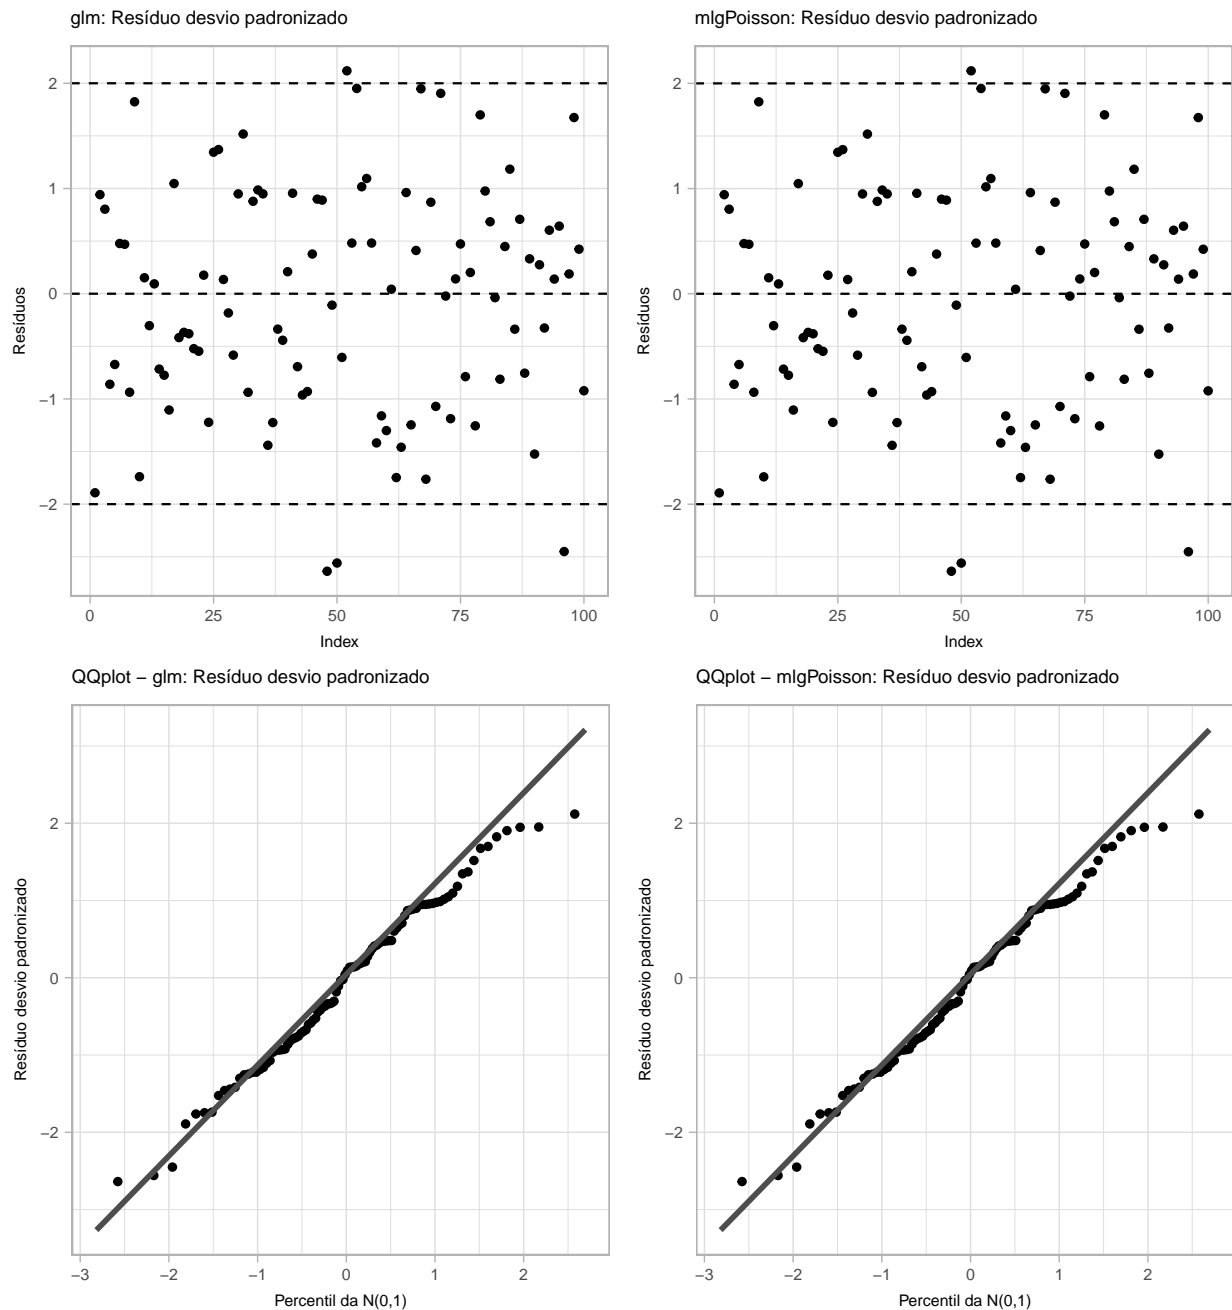 glm: Resíduo desvio padronizado
mlgPoisson: Resíduo desvio padronizado
2
1
0
−1
−2
Resíduos
0 25 50 75 100
Index
2
1
0
−1
−2
Resíduos
0 25 50 75 100
Index
QQplot − glm: Resíduo desvio padronizado
QQplot − mlgPoisson: Resíduo desvio padronizado
2
0
−2
Resíduo desvio padronizado
−3 −2 −1 0 1 2
Percentil da N(0,1)
2
0
−2
Resíduo desvio padronizado
−3 −2 −1 0 1 2
Percentil da N(0,1)